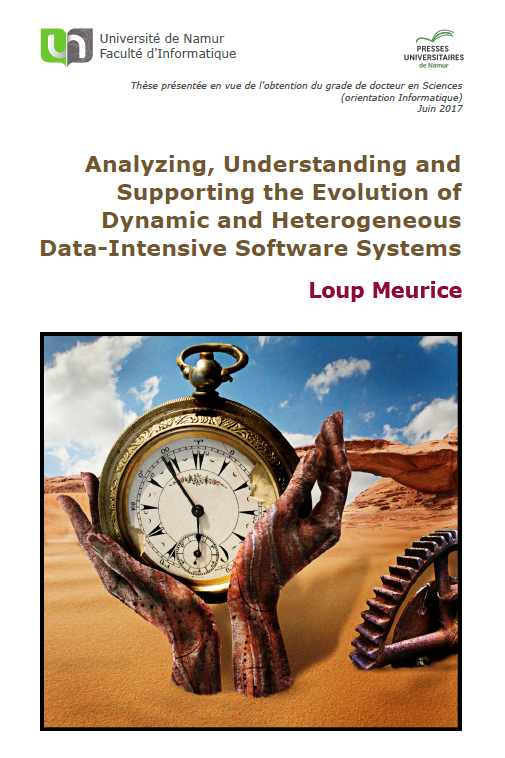 Université de Namur
Faculté d'Informatique
PRESSES
UNIVERSITAIRES
de Namur
Thèse présentée en vue de l'obtention du grade de docteur en Sciences
(orientation Informatique)
Juin 2017
Analyzing, Understanding and
Supporting the Evolution of
Dynamic and Heterogeneous
Data-Intensive Software Systems
Loup Meurice